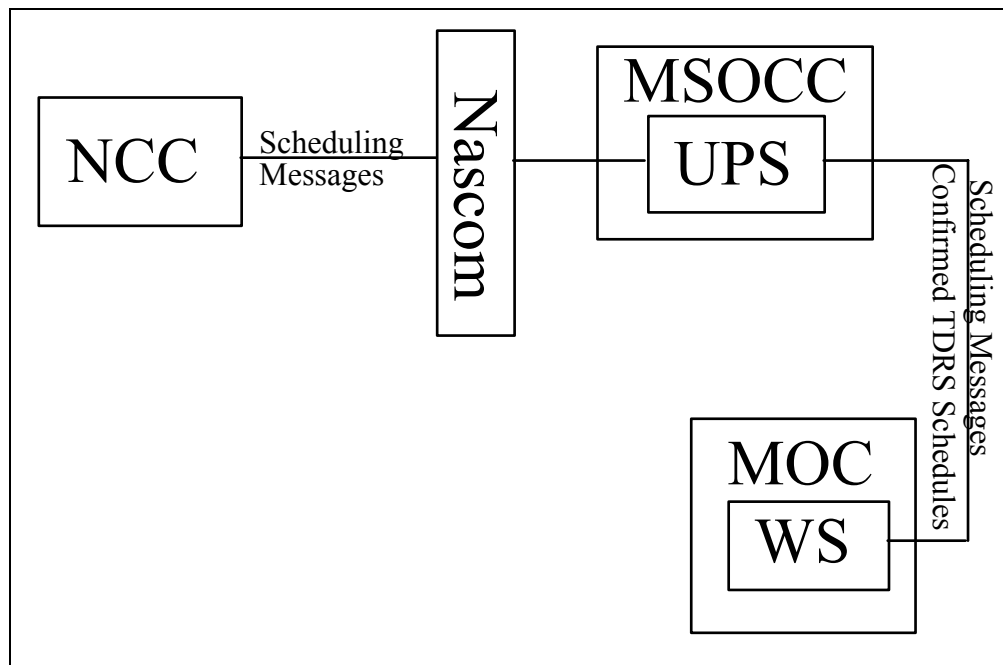 NCC
Scheduling
Messages
Nascom
MSOCC
UPS
Scheduling Messages
Confirmed TDRS Schedules
MOC
WS